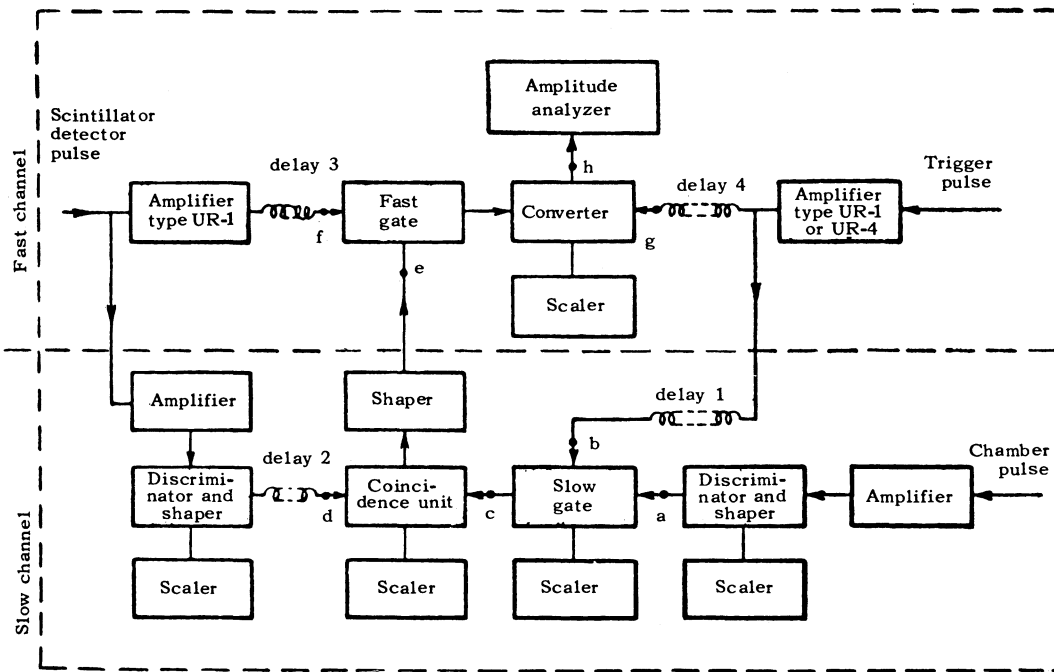 Fast channel
Scintillator
detector
pulse
Amplitude
analyzer
h
delay 3
delay 4
Trigger
pulse
Amplifier
type UR-1
f
Fast
gate
Converter
g
Amplifier
type UR-1
or UR-4
e
Scaler
Slow channel
Amplifier
Shaper
delay 1
b
Chamber
pulse
delay 2
Discrimi-
nator and
shaper
d
Coinci-
dence unit
c
Slow
gate
a
Discrimi-
nator and
shaper
Amplifier
Scaler
Scaler
Scaler
Scaler